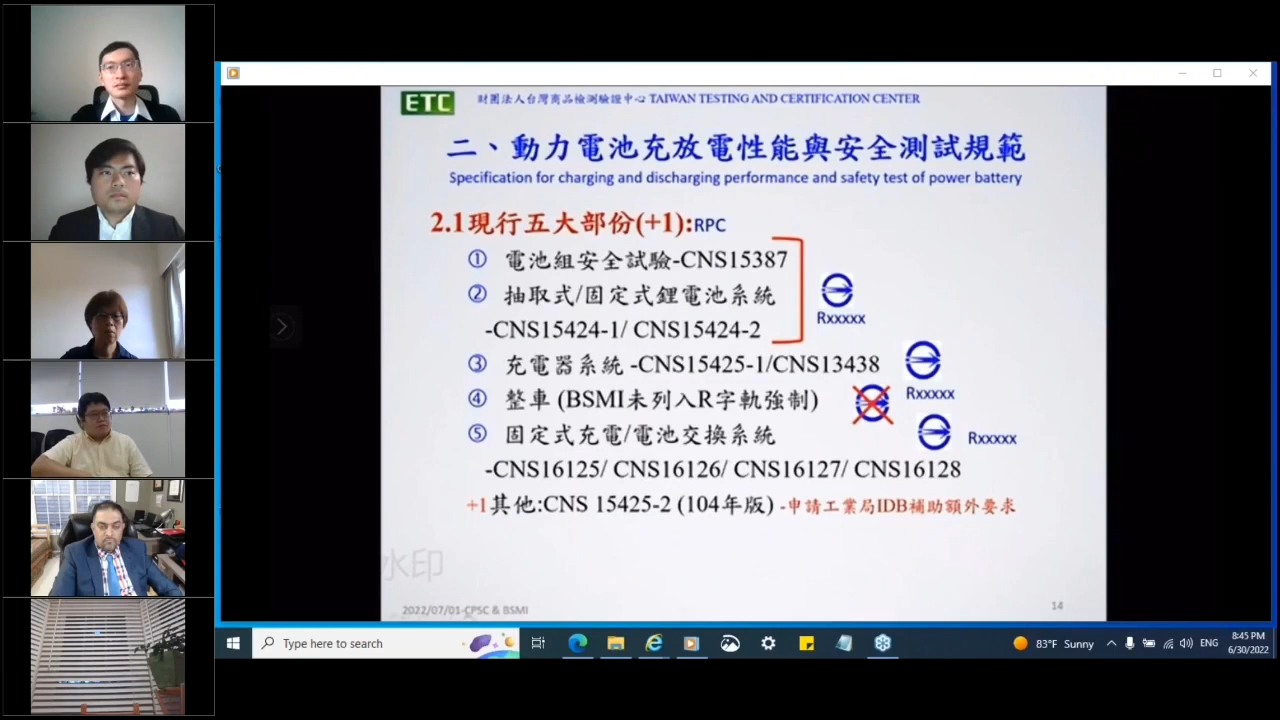 ETC 財團法人台灣商品檢測驗證中心 TAIWAN TESTING AND CERTIFICATION CENTER
二、動力電池充放電性能與安全測試規範
Specification for charging and discharging performance and safety test of power battery
2.1現行五大部份(+1):RPC
① 電池組安全試驗-CNS15387
② 抽取式/固定式鋰電池系統
-CNS15424-1/ CNS15424-2
Rxxxxx
③ 充電器系統 -CNS15425-1/CNS13438
Rxxxxx
④ 整車 (BSMI未列入R字軌強制)
⑤ 固定式充電/電池交換系統
Rxxxxx
-CNS16125/ CNS16126/ CNS16127/ CNS16128
+1其他:CNS 15425-2 (104年版) -申請工業局IDB補助額外要求
水印
2022/07/01-CPSC & BSMI
14
Type here to search
83°F Sunny
ENG
8:45 PM
6/30/2022